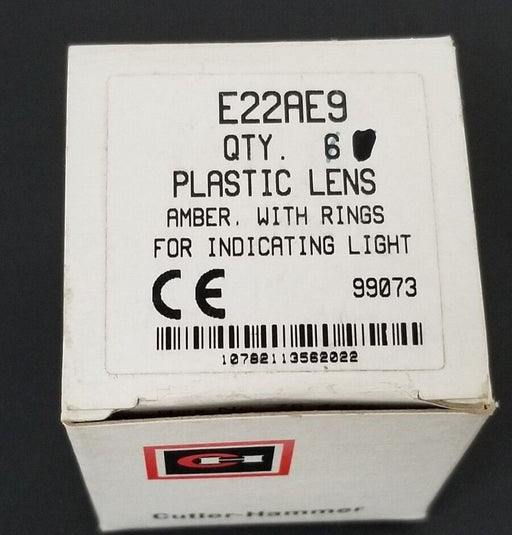 E22AE9
QTY. 6
PLASTIC LENS
AMBER. WITH RINGS
FOR INDICATING LIGHT
CE 99073
10782113562022
Cutler-Hammer